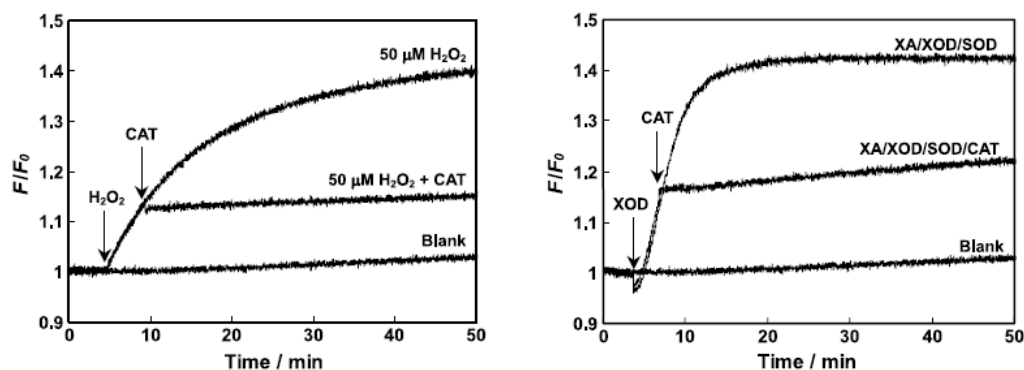 1.5
1.4
1.3
1.2
1.1
1
0.9
F/F₀
50 μM H₂O₂
CAT
50 μM H₂O₂ + CAT
H₂O₂
Blank
0 10 20 30 40 50
Time / min
1.5
1.4
1.3
1.2
1.1
1
0.9
F/F₀
XA/XOD/SOD
CAT
XA/XOD/SOD/CAT
XOD
Blank
0 10 20 30 40 50
Time / min